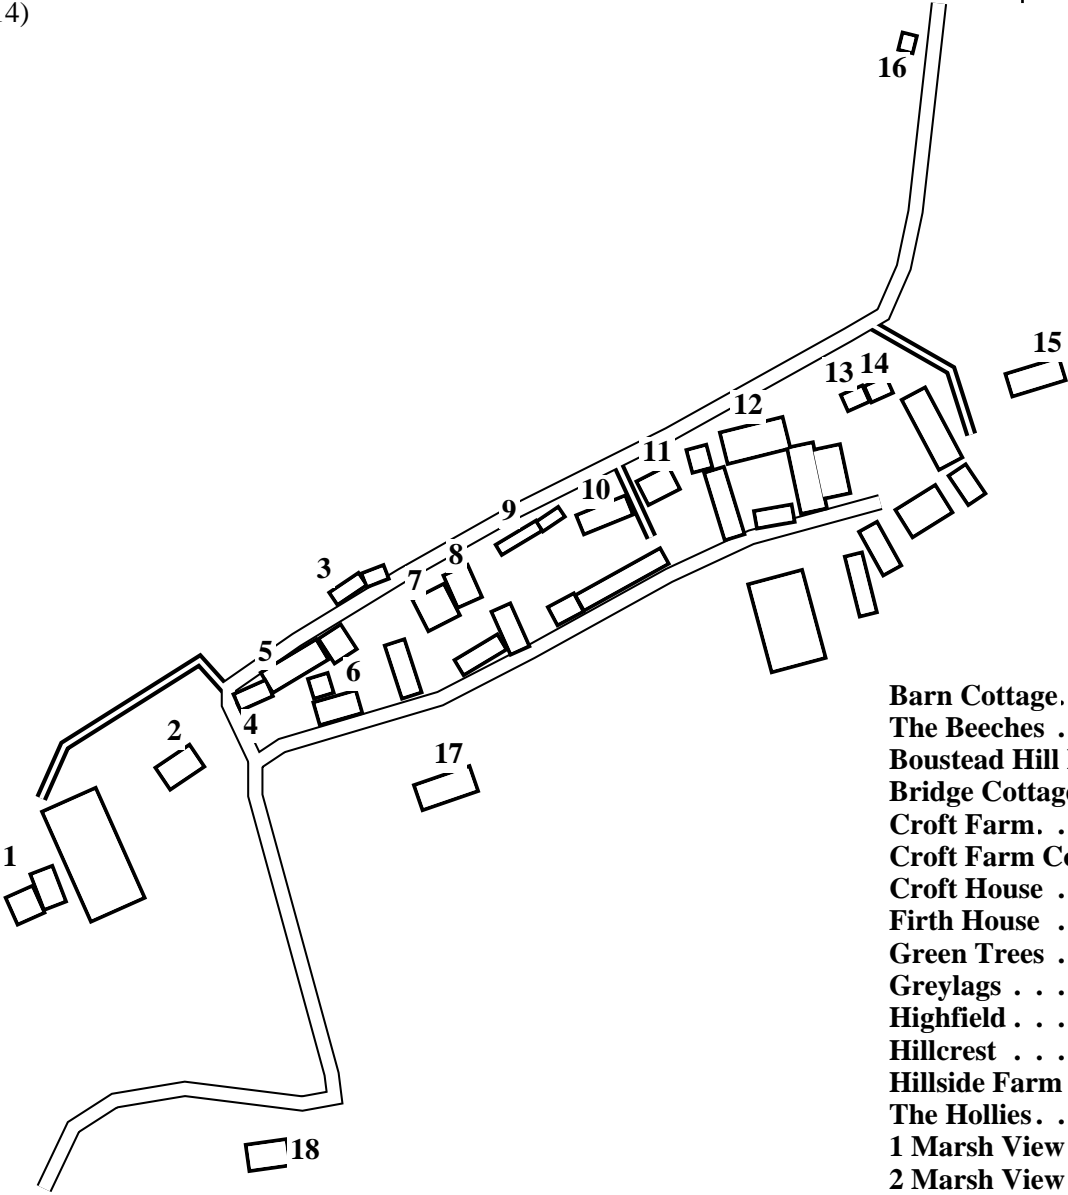 14)
16
15
13 14
12
11
10
9
8
7
3
5
6
4
2
17
1
18
Barn Cottage.
The Beeches .
Boustead Hill
Bridge Cottage
Croft Farm. .
Croft Farm Co
Croft House .
Firth House .
Green Trees .
Greylags . . .
Highfield . . .
Hillcrest . . .
Hillside Farm
The Hollies. .
1 Marsh View
2 Marsh View